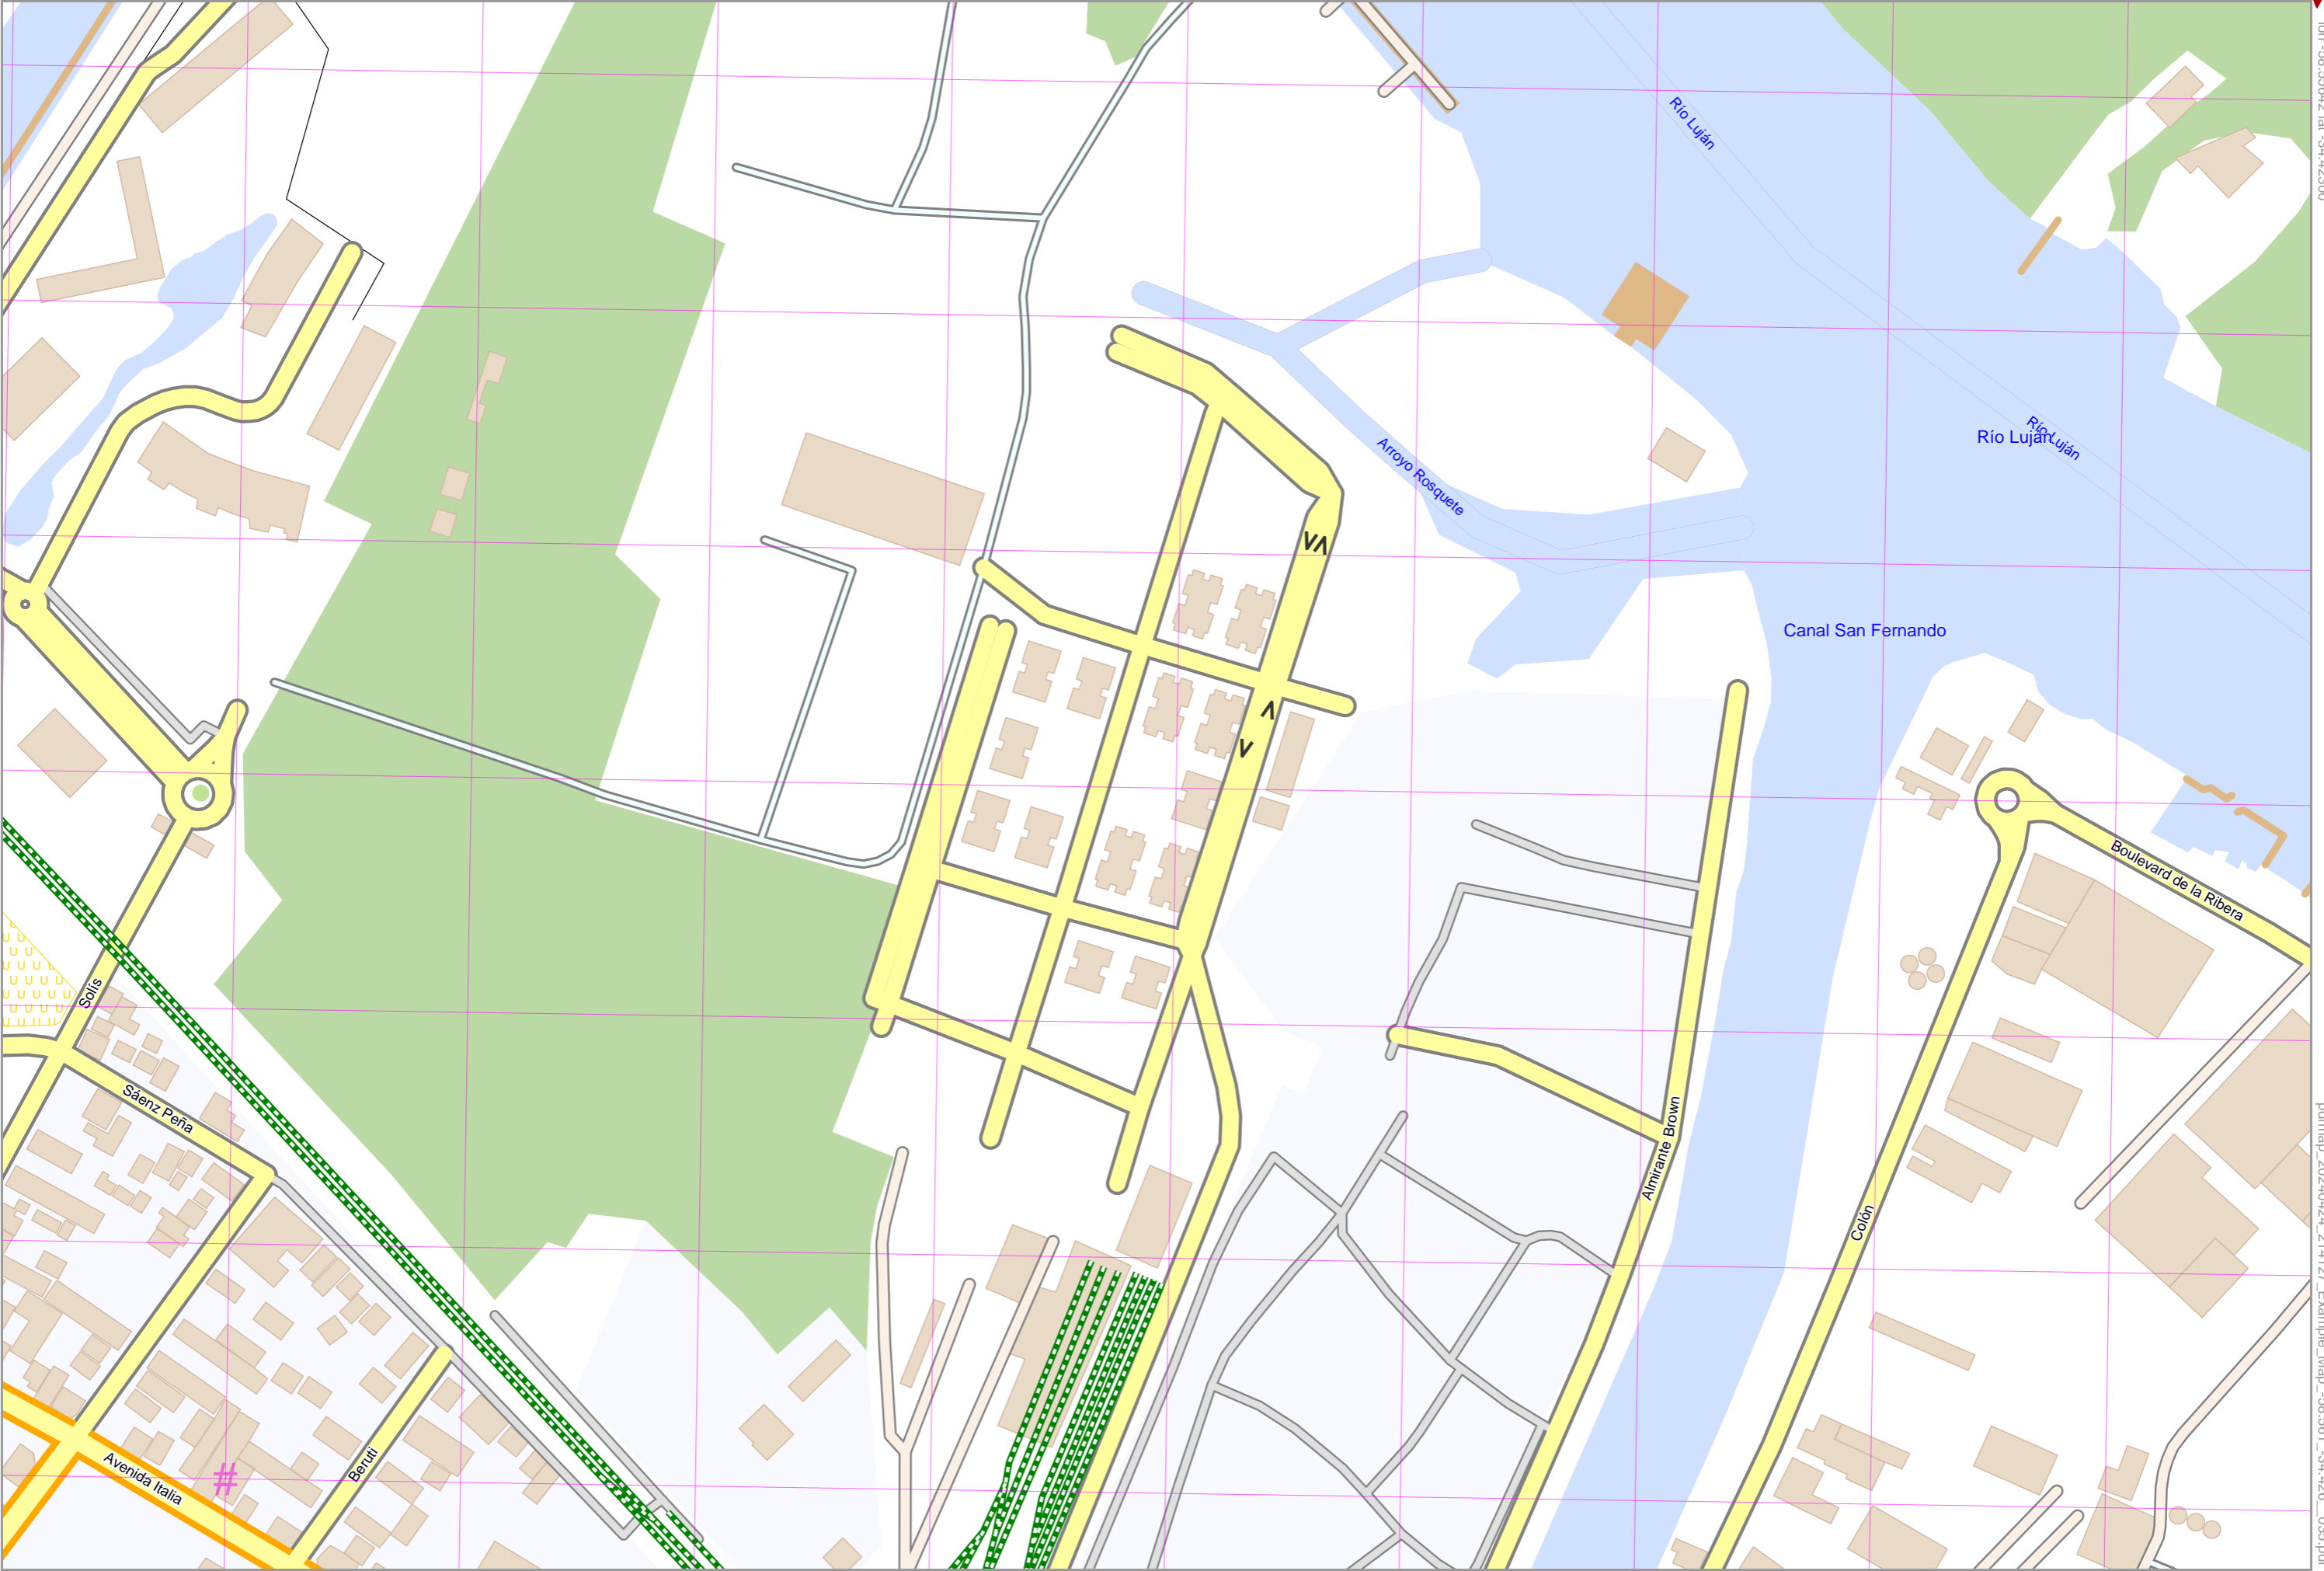 Río Luján
Río Luján
Río Luján
Arroyo Rosquete
Canal San Fernando
Boulevard de la Ribera
Solís
Sáenz Peña
Almirante Brown
Colón
Beruti
Avenida Italia
#